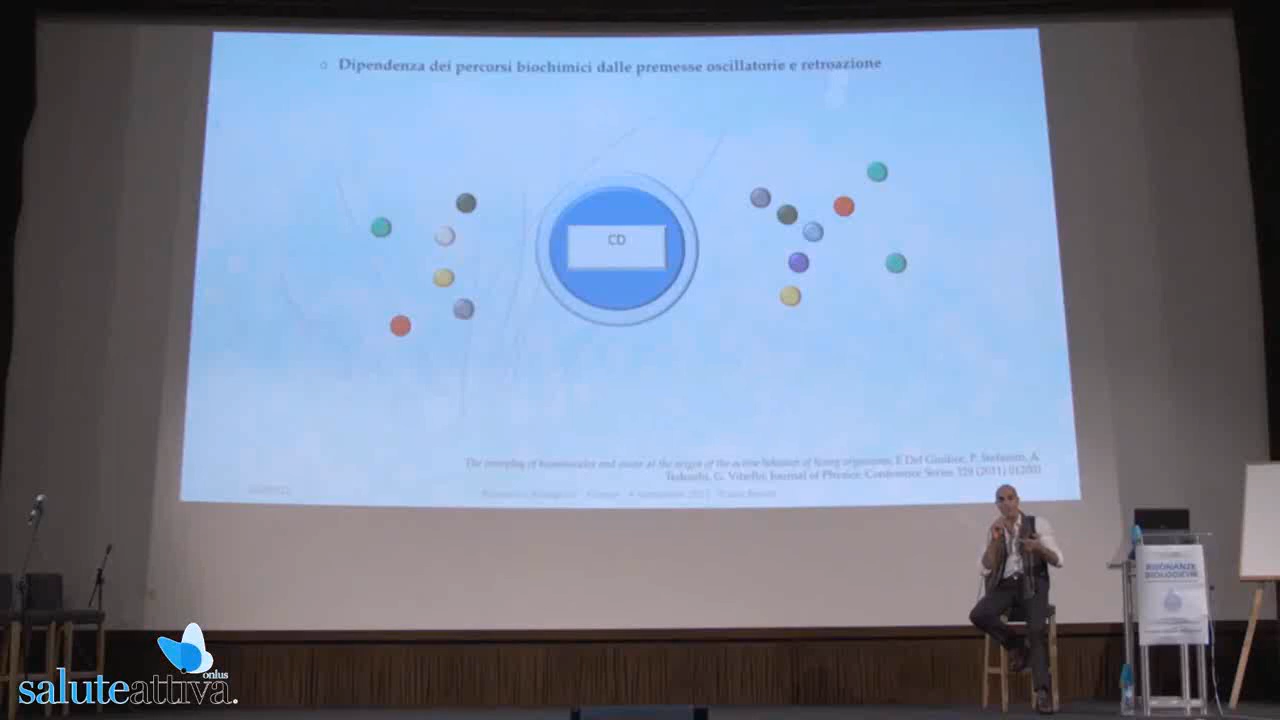 Dipendenza dei percorsi biochimici dalle premesse oscillatorie e retroazione
CD
The interplay of biomolecules and water at the origin of the active behavior of living organisms, E Del Giudice, P. Stefanini, A.
Tedeschi, G. Vitiello, Journal of Physics: Conference Series 329 (2011) 012001
RISONANZE
BIOLOGICHE
onlus
saluteattiva.